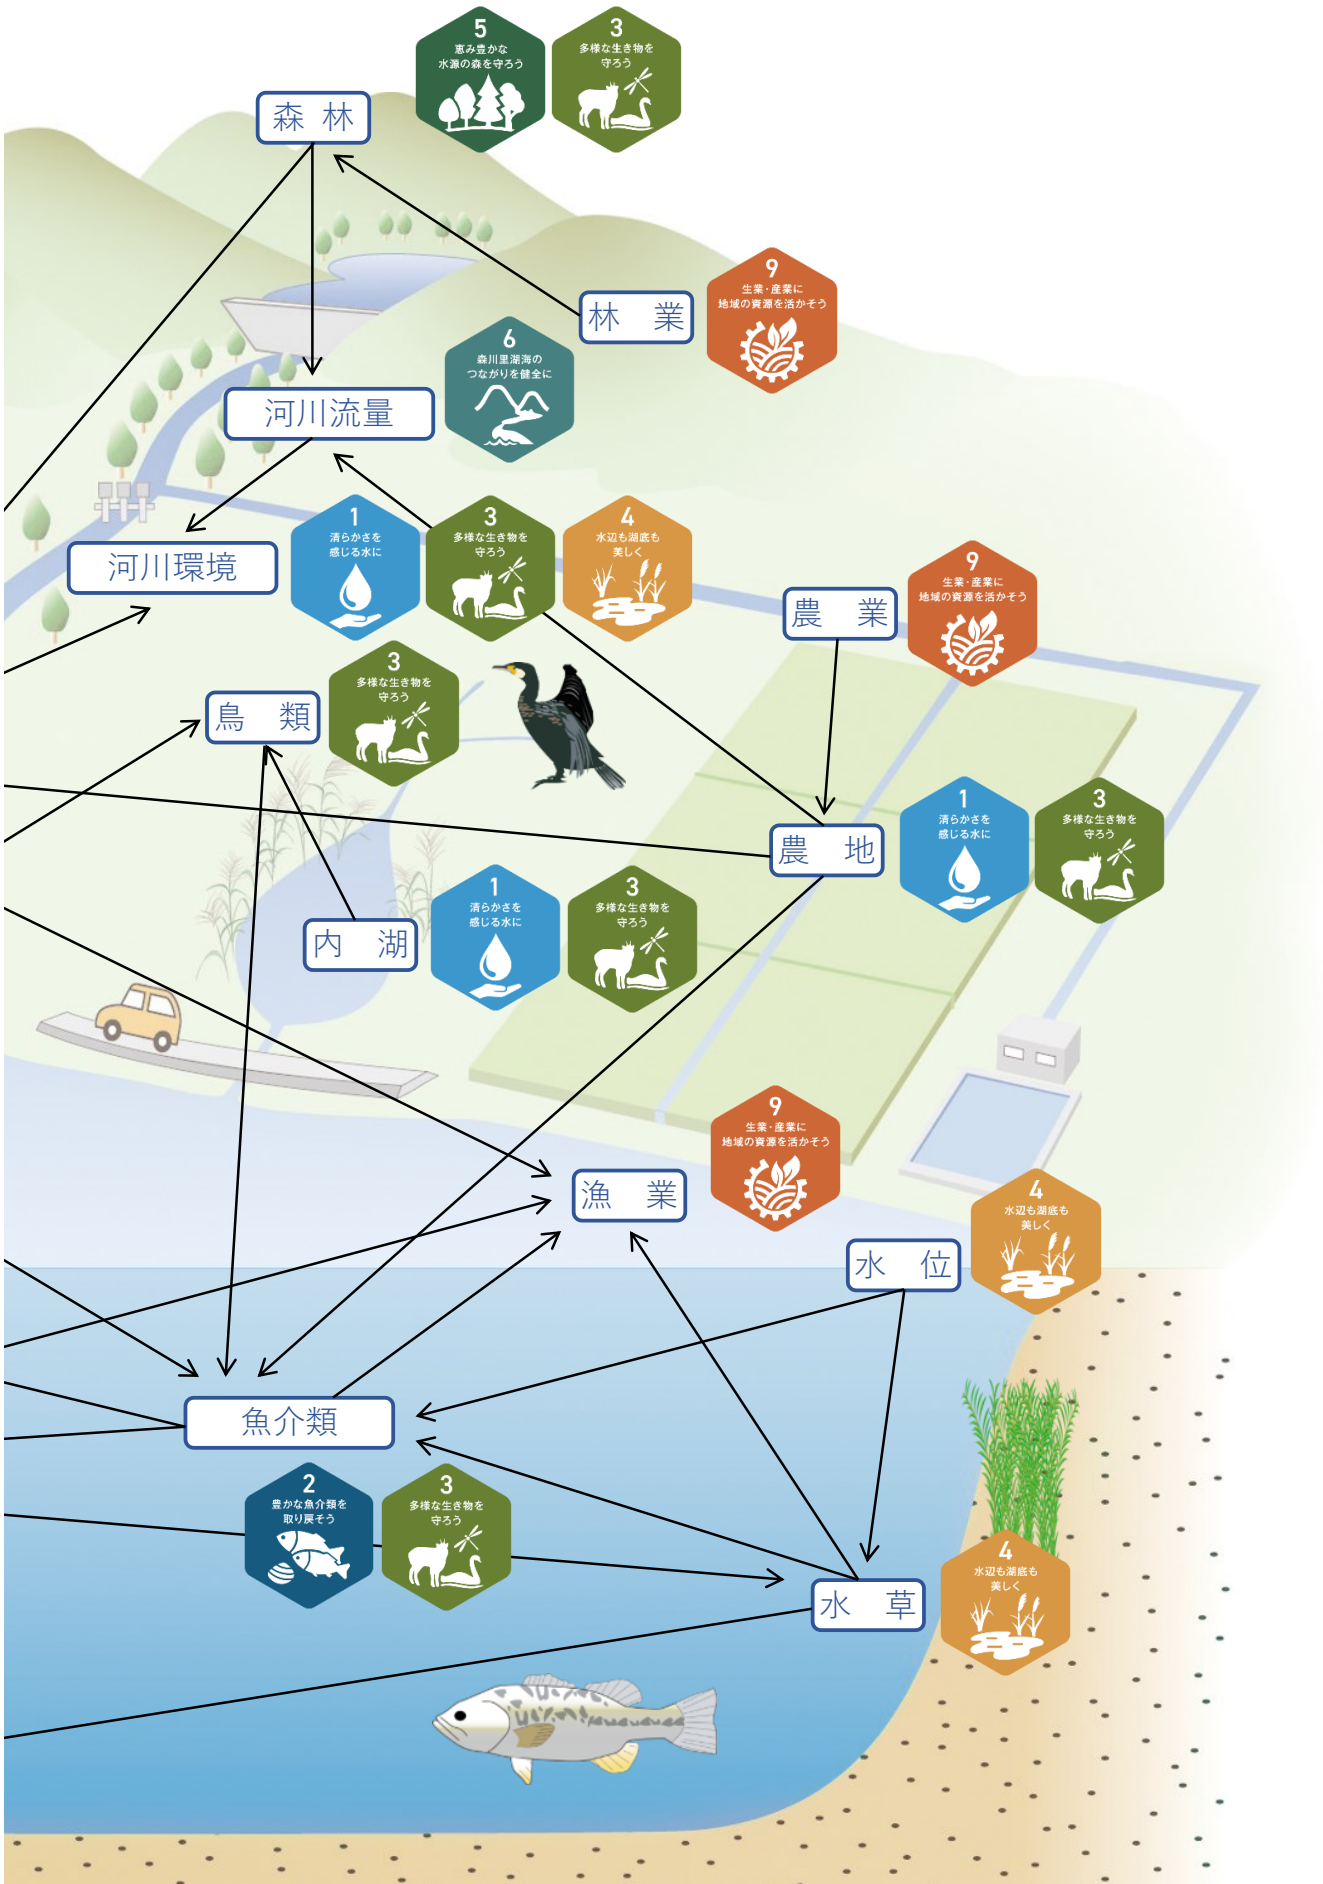 5
恵み豊かな
水源の森を守ろう
3
多様な生き物を
守ろう
森 林
9
生業・産業に
地域の資源を活かそう
林 業
6
森川里湖海の
つながりを健全に
河川流量
1
清らかさを
感じる水に
3
多様な生き物を
守ろう
4
水辺も湖底も
美しく
河川環境
9
生業・産業に
地域の資源を活かそう
農 業
3
多様な生き物を
守ろう
鳥 類
1
清らかさを
感じる水に
3
多様な生き物を
守ろう
農 地
1
清らかさを
感じる水に
3
多様な生き物を
守ろう
内 湖
9
生業・産業に
地域の資源を活かそう
漁 業
4
水辺も湖底も
美しく
水 位
魚介類
2
豊かな魚介類を
取り戻そう
3
多様な生き物を
守ろう
4
水辺も湖底も
美しく
水 草